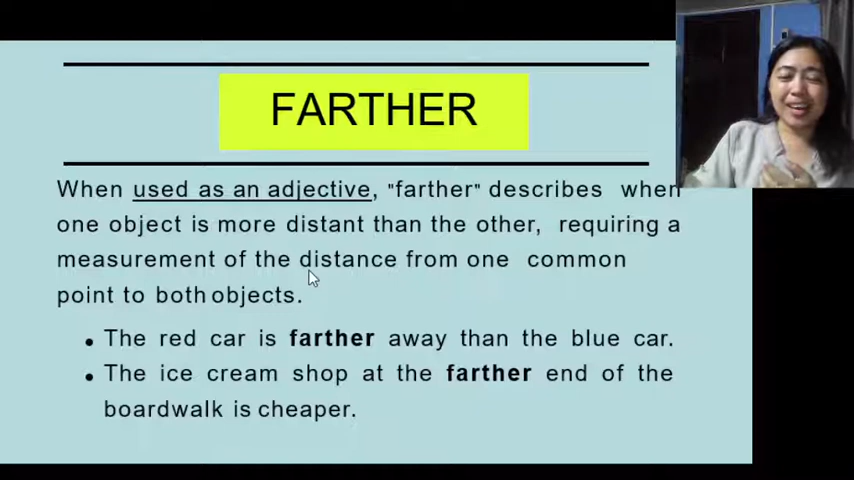 FARTHER
When used as an adjective, "farther" describes when
one object is more distant than the other, requiring a
measurement of the distance from one common
point to both objects.
• The red car is farther away than the blue car.
• The ice cream shop at the farther end of the
boardwalk is cheaper.